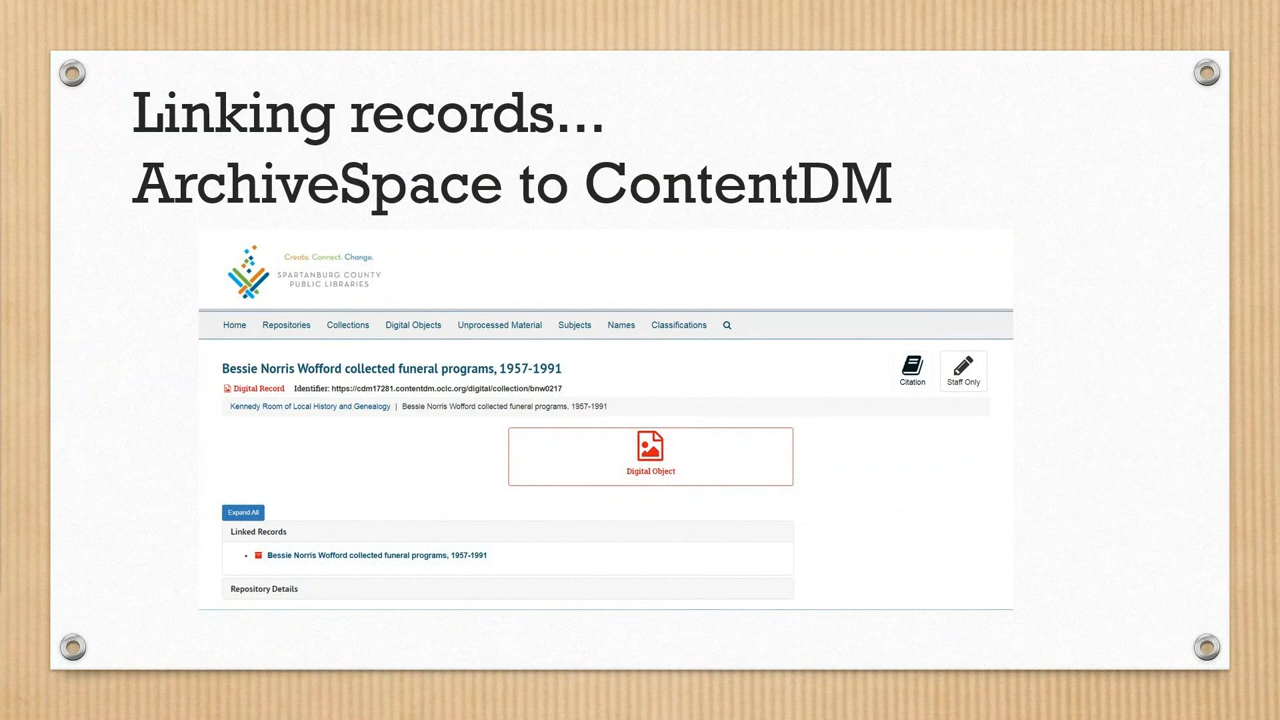 Linking records...
ArchiveSpace to ContentDM
Create. Connect. Change.
SPARTANBURG COUNTY
PUBLIC LIBRARIES
Home Repositories Collections Digital Objects Unprocessed Material Subjects Names Classifications
Bessie Norris Wofford collected funeral programs, 1957-1991
Citation Staff Only
Digital Record Identifier: https://cdm17281.contentdm.oclc.org/digital/collection/bnw0217
Kennedy Room of Local History and Genealogy | Bessie Norris Wofford collected funeral programs, 1957-1991
Digital Object
Expand All
Linked Records
Bessie Norris Wofford collected funeral programs, 1957-1991
Repository Details